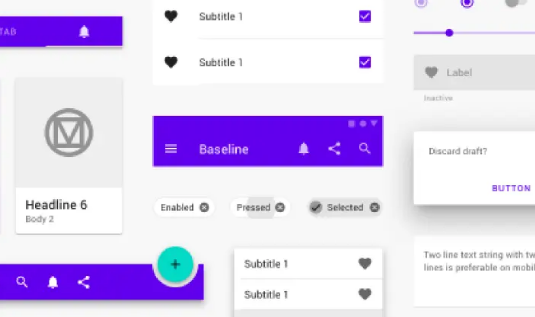 TAB
Subtitle 1
Subtitle 1
Label
Inactive
Baseline
Discard draft?
BUTTON
Headline 6
Body 2
Enabled
Pressed
Selected
Subtitle 1
Subtitle 1
Two line text string with tw
lines is preferable on mobil